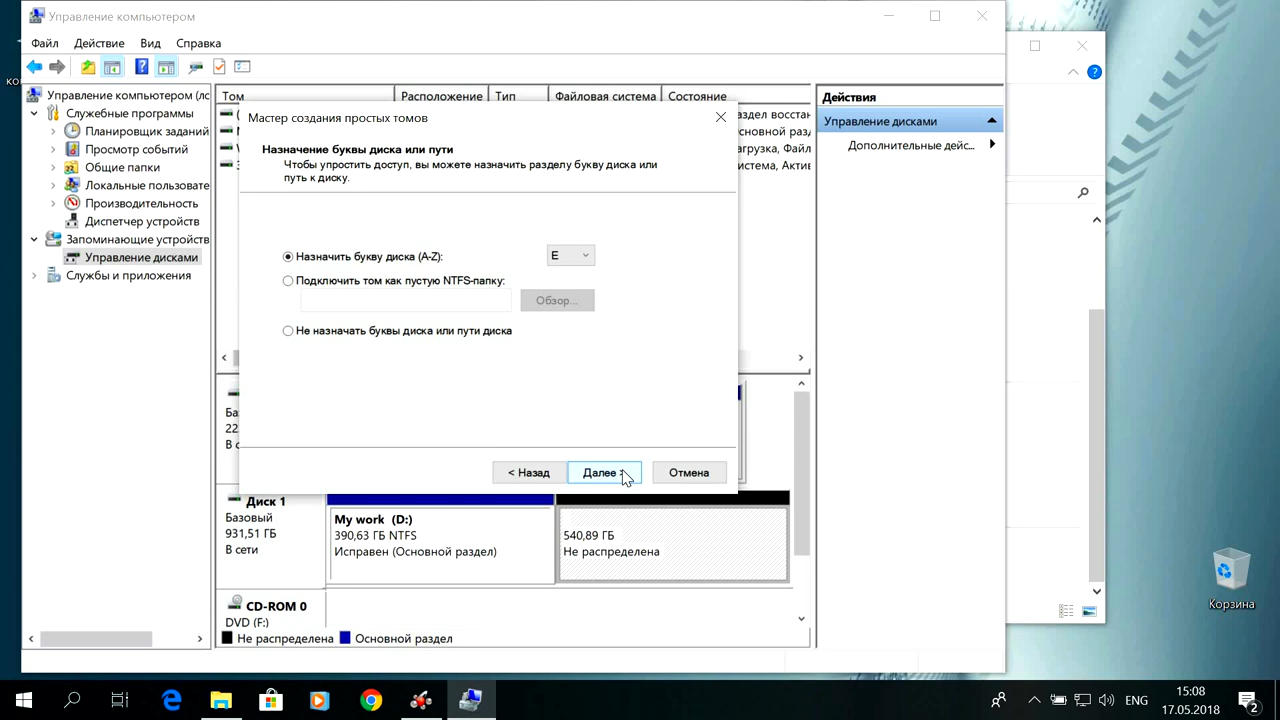 Управление компьютером
Файл Действие Вид Справка
Управление компьютером (лс
Служебные программы
Планировщик заданий
Просмотр событий
Общие папки
Локальные пользовате
Производительность
Диспетчер устройств
Запоминающие устройств
Управление дисками
Службы и приложения
Том Расположение Тип Файловая система Состояние
Мастер создания простых томов
Назначение буквы диска или пути
Чтобы упростить доступ, вы можете назначить разделу букву диска или
путь к диску.
Назначить букву диска (A-Z): E
Подключить том как пустую NTFS-папку:
Обзор...
Не назначать буквы диска или пути диска
< Назад Далее > Отмена
здел восстан
сновной разд
агрузка, Файл
истема, Актив
Действия
Управление дисками
Дополнительные дейс...
Ба
22
В с
Диск 1
Базовый
931,51 ГБ
В сети
My work (D:)
390,63 ГБ NTFS
Исправен (Основной раздел)
540,89 ГБ
Не распределена
CD-ROM 0
DVD (F:)
Не распределена Основной раздел
Корзина
ENG
15:08
17.05.2018
2